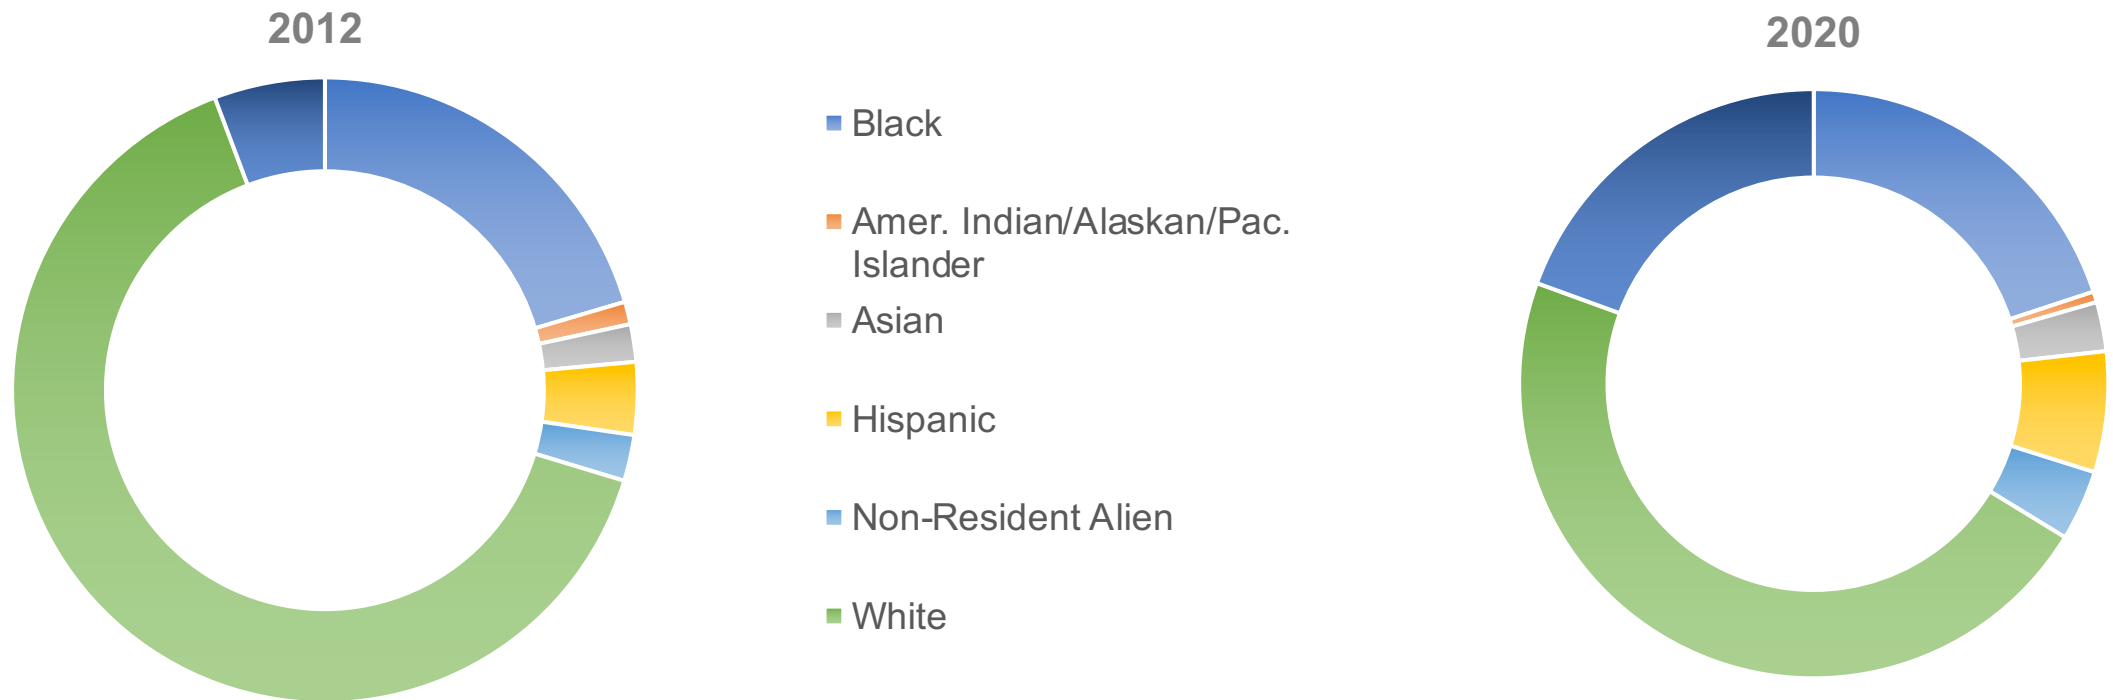 2012
2020
Black
Amer. Indian/Alaskan/Pac.
Islander
Asian
Hispanic
Non-Resident Alien
White